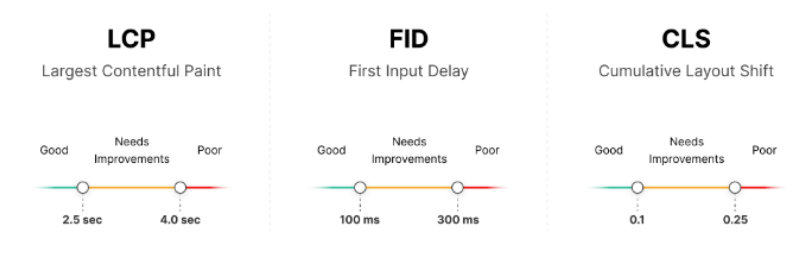 LCP
Largest Contentful Paint
Good
Needs
Improvements
Poor
2.5 sec
4.0 sec
FID
First Input Delay
Good
Needs
Improvements
Poor
100 ms
300 ms
CLS
Cumulative Layout Shift
Good
Needs
Improvements
Poor
0.1
0.25